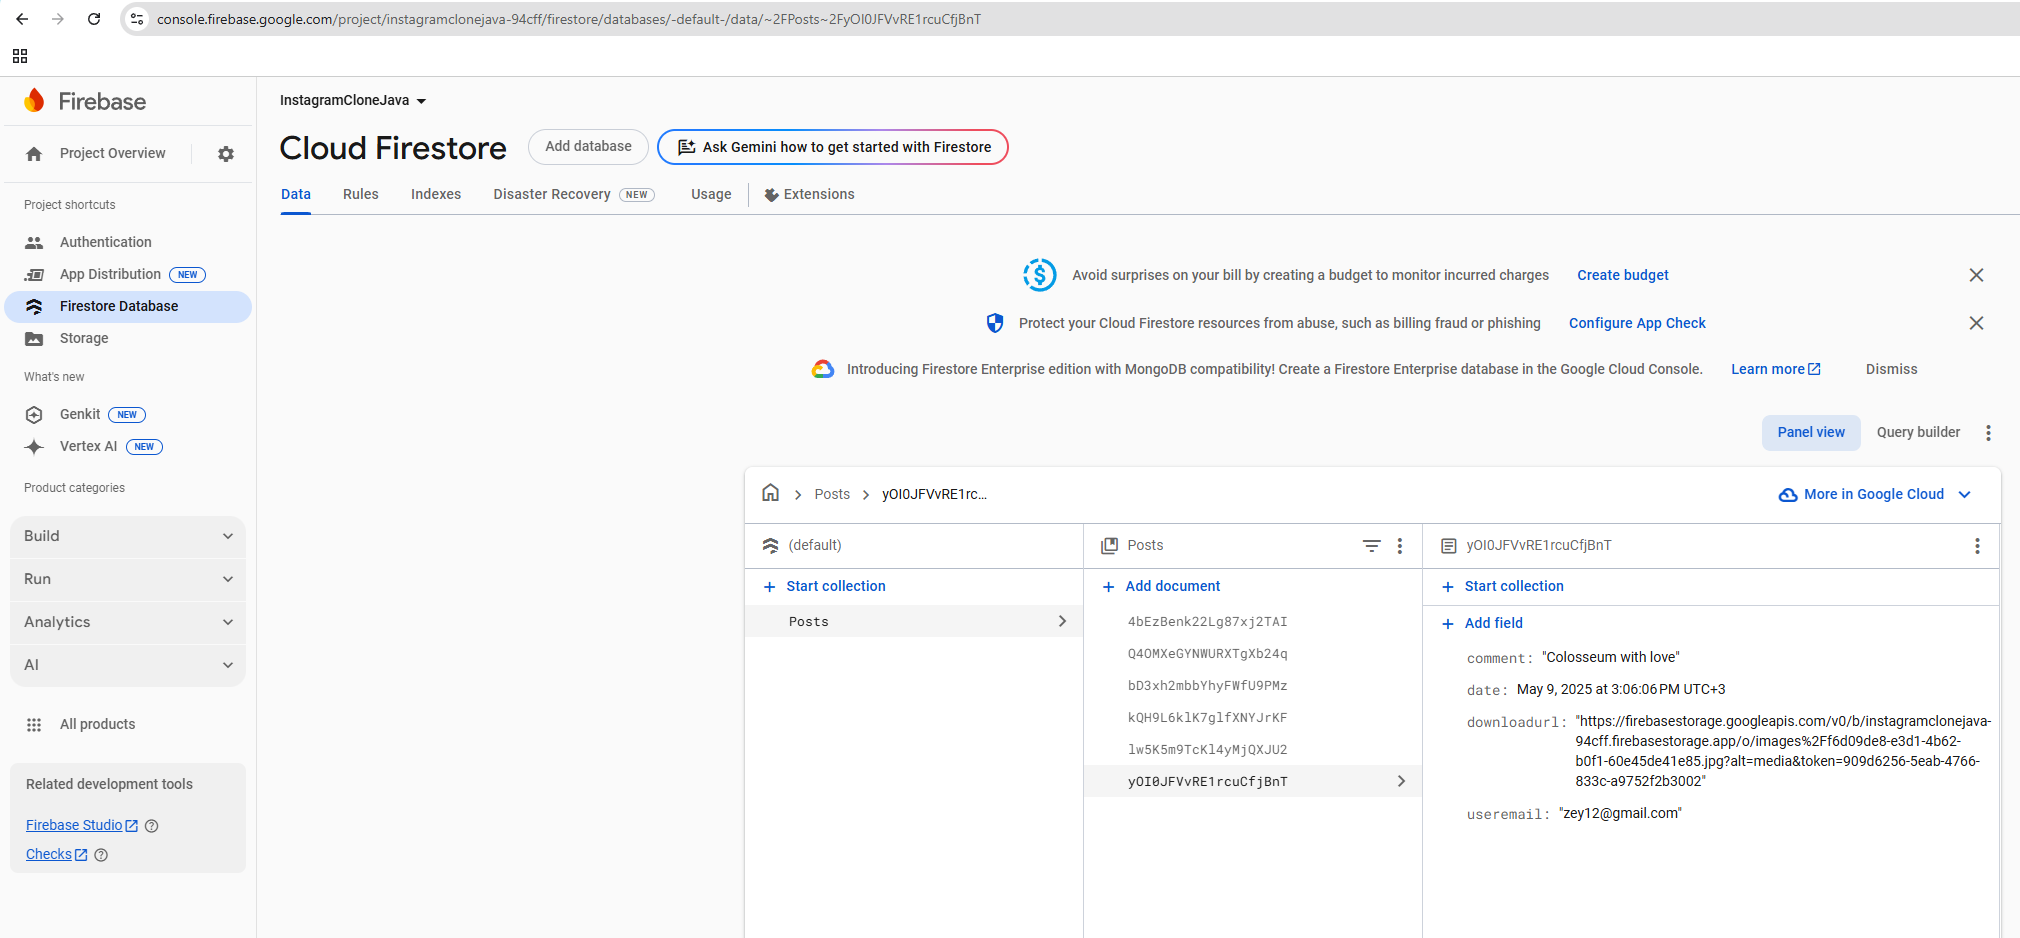 console.firebase.google.com/project/instagramclonejava-94cff/firestore/databases/-default-/data/~2FPosts~2FyOI0JFVvRE1rcuCfjBnT
Firebase
Project Overview
Project shortcuts
Authentication
App Distribution NEW
Firestore Database
Storage
What's new
Genkit NEW
Vertex AI NEW
Product categories
Build
Run
Analytics
AI
All products
Related development tools
Firebase Studio
Checks
InstagramCloneJava
Cloud Firestore
Add database
Ask Gemini how to get started with Firestore
Data Rules Indexes Disaster Recovery NEW Usage Extensions
Avoid surprises on your bill by creating a budget to monitor incurred charges Create budget
Protect your Cloud Firestore resources from abuse, such as billing fraud or phishing Configure App Check
Introducing Firestore Enterprise edition with MongoDB compatibility! Create a Firestore Enterprise database in the Google Cloud Console. Learn more Dismiss
Panel view Query builder
Posts yOI0JFVvRE1rc...
More in Google Cloud
(default)
+ Start collection
Posts
Posts
+ Add document
4bEzBenk22Lg87xj2TAI
Q4OMXeGYNWURXTgXb24q
bD3xh2mbbYhyFWfU9PMz
kQH9L6klK7glfXNYJrKF
lw5K5m9TcKl4yMjQXJU2
yOI0JFVvRE1rcuCfjBnT
yOI0JFVvRE1rcuCfjBnT
+ Start collection
+ Add field
comment: "Colosseum with love"
date: May 9, 2025 at 3:06:06 PM UTC+3
downloadurl: "https://firebasestorage.googleapis.com/v0/b/instagramclonejava-
94cff.firebasestorage.app/o/images%2Ff6d09de8-e3d1-4b62-
b0f1-60e45de41e85.jpg?alt=media&token=909d6256-5eab-4766-
833c-a9752f2b3002"
useremail: "zey12@gmail.com"